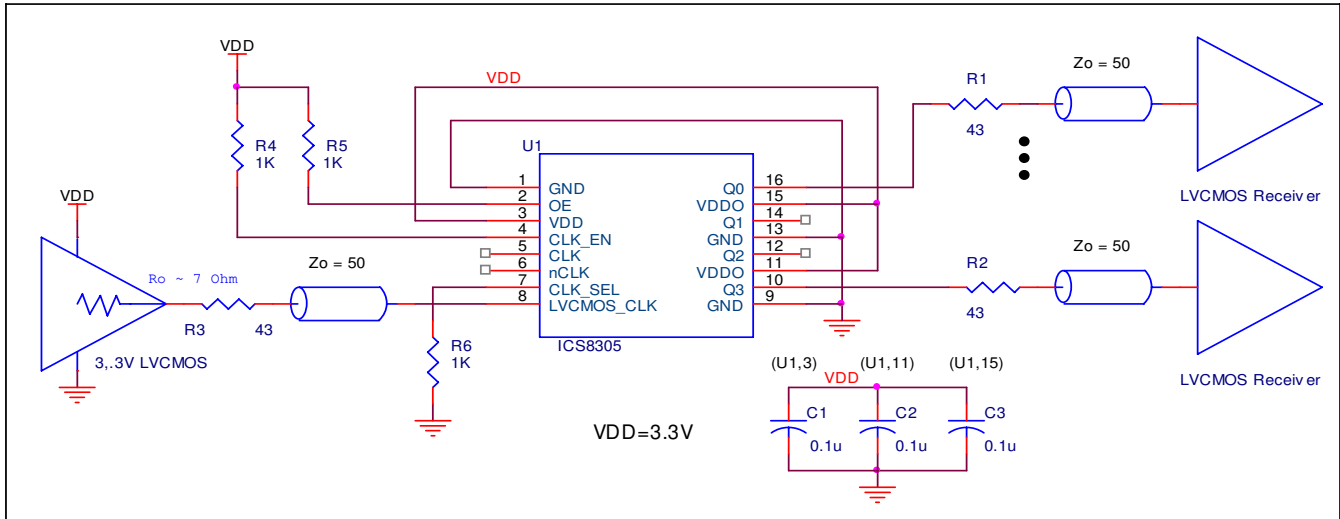 VDD
R4
1K
R5
1K
VDD
Ro ~ 7 Ohm
R3
43
3,.3V LVCMOS
Zo = 50
R6
1K
VDD
U1
1 GND
2 OE
3 VDD
4 CLK_EN
5 CLK
6 nCLK
7 CLK_SEL
8 LVCMOS_CLK
Q0 16
VDDO 15
Q1 14
GND 13
Q2 12
VDDO 11
Q3 10
GND 9
ICS8305
R1
43
Zo = 50
LVCMOS Receiver
R2
43
Zo = 50
LVCMOS Receiver
VDD=3.3V
(U1,3) (U1,11) (U1,15)
VDD
C1
0.1u
C2
0.1u
C3
0.1u